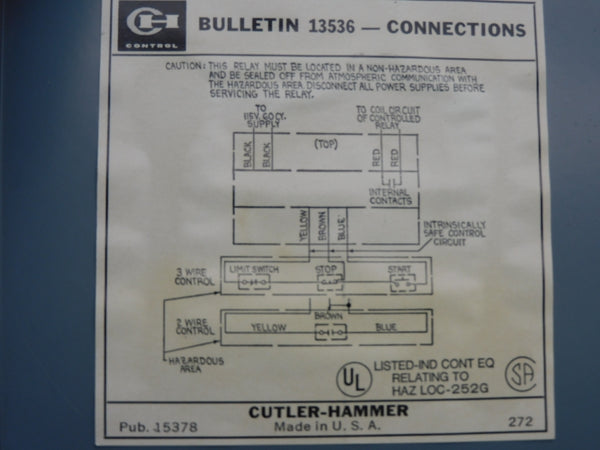 CH
CONTROL
BULLETIN 13536 — CONNECTIONS
CAUTION: THIS RELAY MUST BE LOCATED IN A NON-HAZARDOUS AREA
AND BE SEALED OFF FROM ATMOSPHERIC COMMUNICATION WITH
THE HAZARDOUS AREA. DISCONNECT ALL POWER SUPPLIES BEFORE
SERVICING THE RELAY.
TO
115V. 60 CY.
SUPPLY
TO COIL CIRCUIT
OF CONTROLLED
RELAY
BLACK
BLACK
(TOP)
RED
RED
INTERNAL
CONTACTS
YELLOW
BROWN
BLUE
INTRINSICALLY
SAFE CONTROL
CIRCUIT
3 WIRE
CONTROL
LIMIT SWITCH
STOP
START
2 WIRE
CONTROL
YELLOW
BROWN
BLUE
HAZARDOUS
AREA
UL
LISTED-IND CONT EQ
RELATING TO
HAZ LOC-252G
SA
CUTLER-HAMMER
Pub. 15378
Made in U. S. A.
272